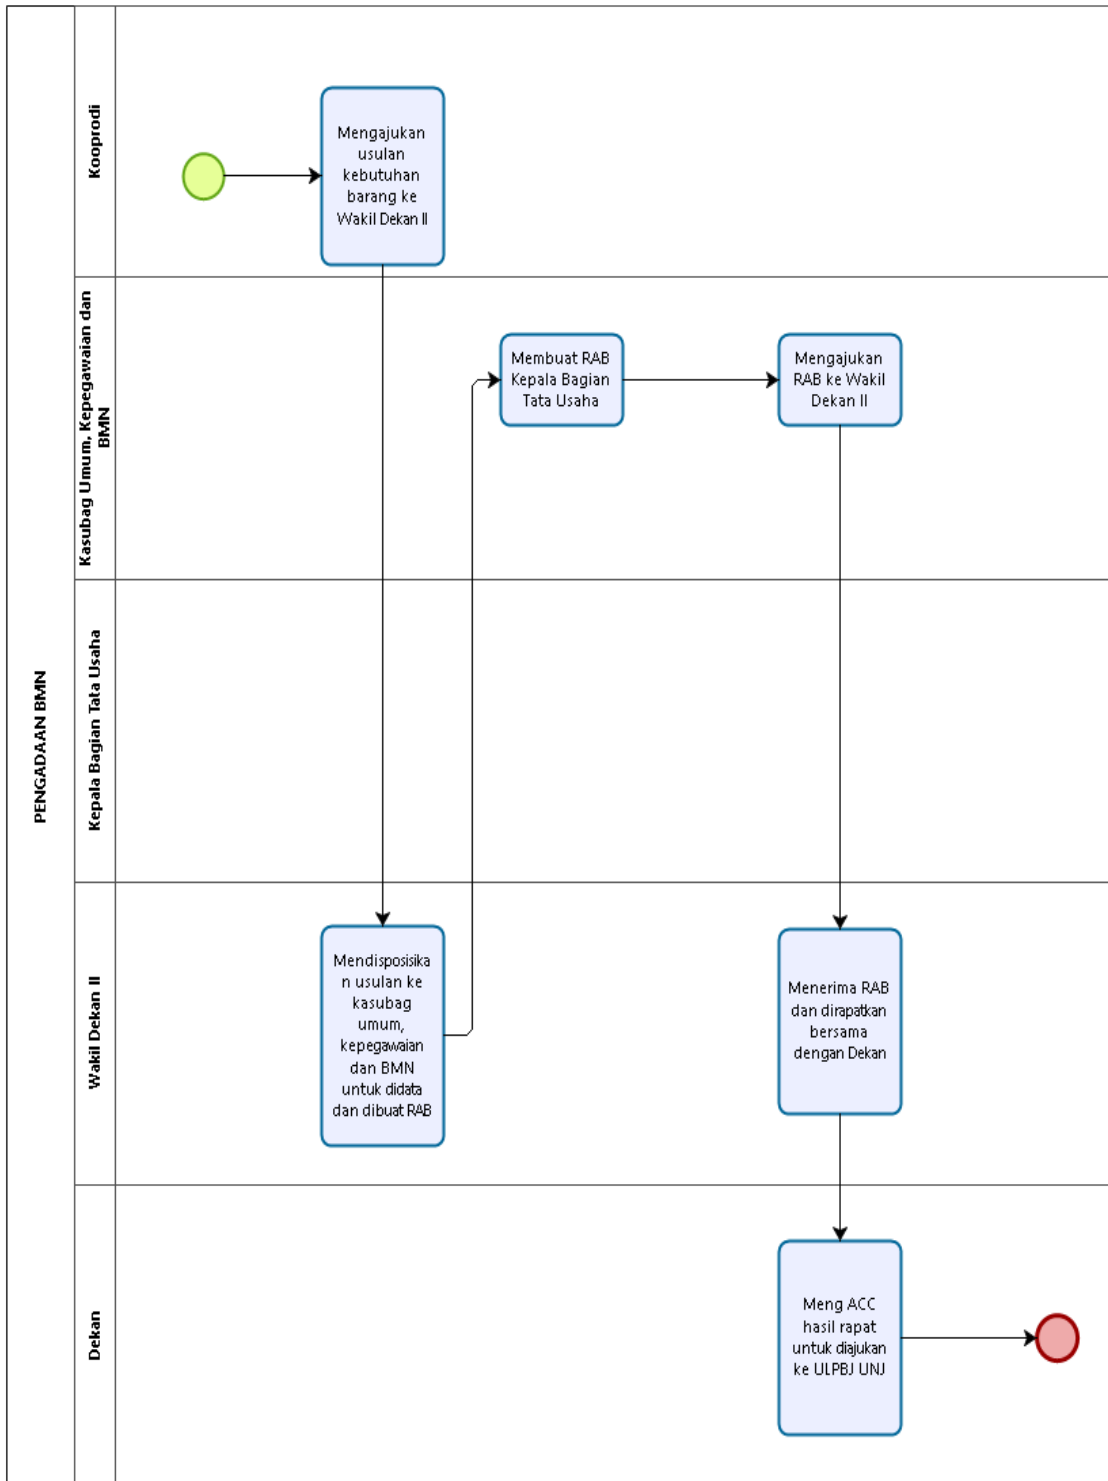 PENGADAAN BMN
Kooprodi
Mengajukan
usulan
kebutuhan
barang ke
Wakil Dekan II
Kasubag Umum, Kepegawaian dan
BMN
Membuat RAB
Kepala Bagian
Tata Usaha
Mengajukan
RAB ke Wakil
Dekan II
Kepala Bagian Tata Usaha
Wakil Dekan II
Mendisposisika
n usulan ke
kasubag
umum,
kepegawaian
dan BMN
untuk didata
dan dibuat RAB
Menerima RAB
dan dirapatkan
bersama
dengan Dekan
Dekan
Meng ACC
hasil rapat
untuk diajukan
ke ULPBJ UNJ